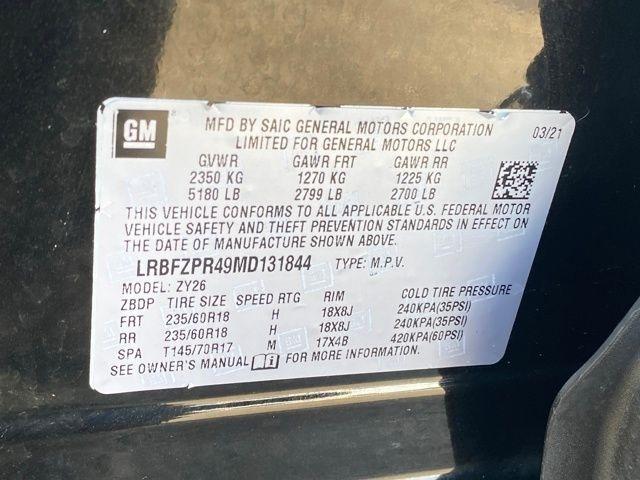 GM
MFD BY SAIC GENERAL MOTORS CORPORATION 03/21
LIMITED FOR GENERAL MOTORS LLC
GVWR GAWR FRT GAWR RR
2350 KG 1270 KG 1225 KG
5180 LB 2799 LB 2700 LB
THIS VEHICLE CONFORMS TO ALL APPLICABLE U.S. FEDERAL MOTOR
VEHICLE SAFETY AND THEFT PREVENTION STANDARDS IN EFFECT ON
THE DATE OF MANUFACTURE SHOWN ABOVE.
LRBFZPR49MD131844 TYPE: M.P.V.
MODEL: ZY26
ZBDP TIRE SIZE SPEED RTG RIM COLD TIRE PRESSURE
FRT 235/60R18 H 18X8J 240KPA(35PSI)
RR 235/60R18 H 18X8J 240KPA(35PSI)
SPA T145/70R17 M 17X4B 420KPA(60PSI)
SEE OWNER'S MANUAL FOR MORE INFORMATION.